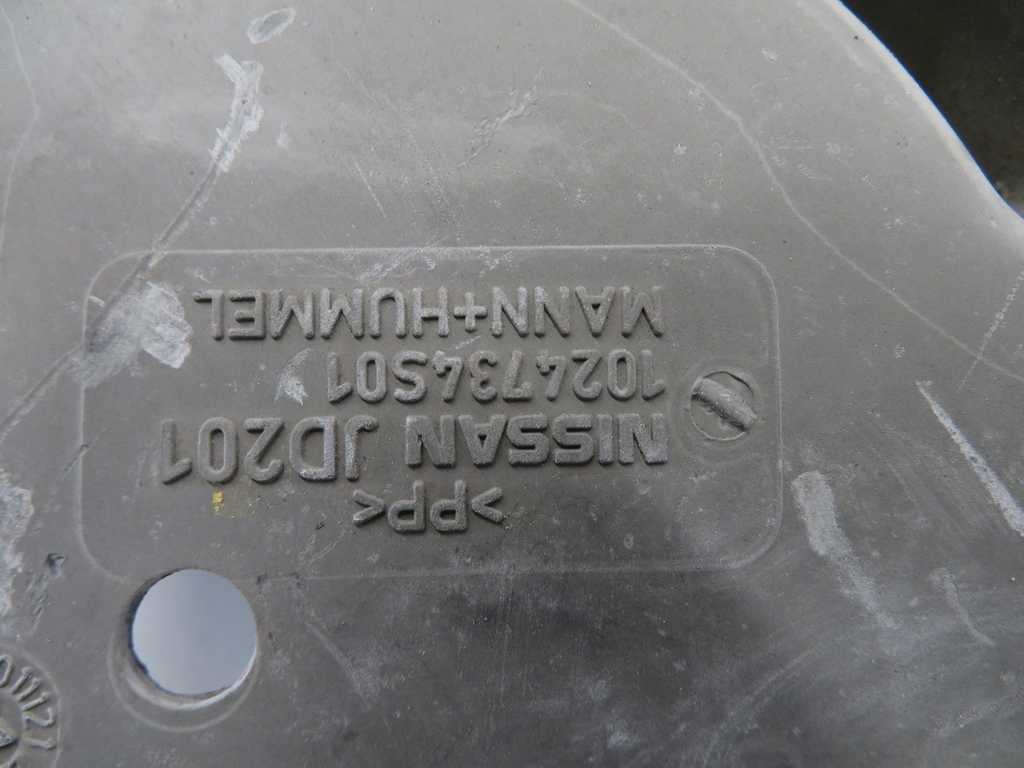 >PP<
NISSAN JD201
1024734S01
MANN+HUMMEL